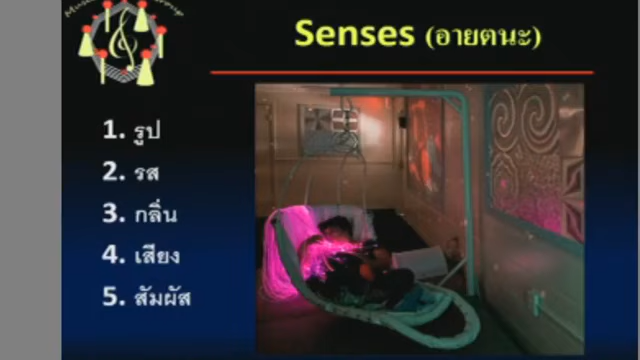 Senses (อายตนะ)
1. รูป
2. รส
3. กลิ่น
4. เสียง
5. สัมผัส